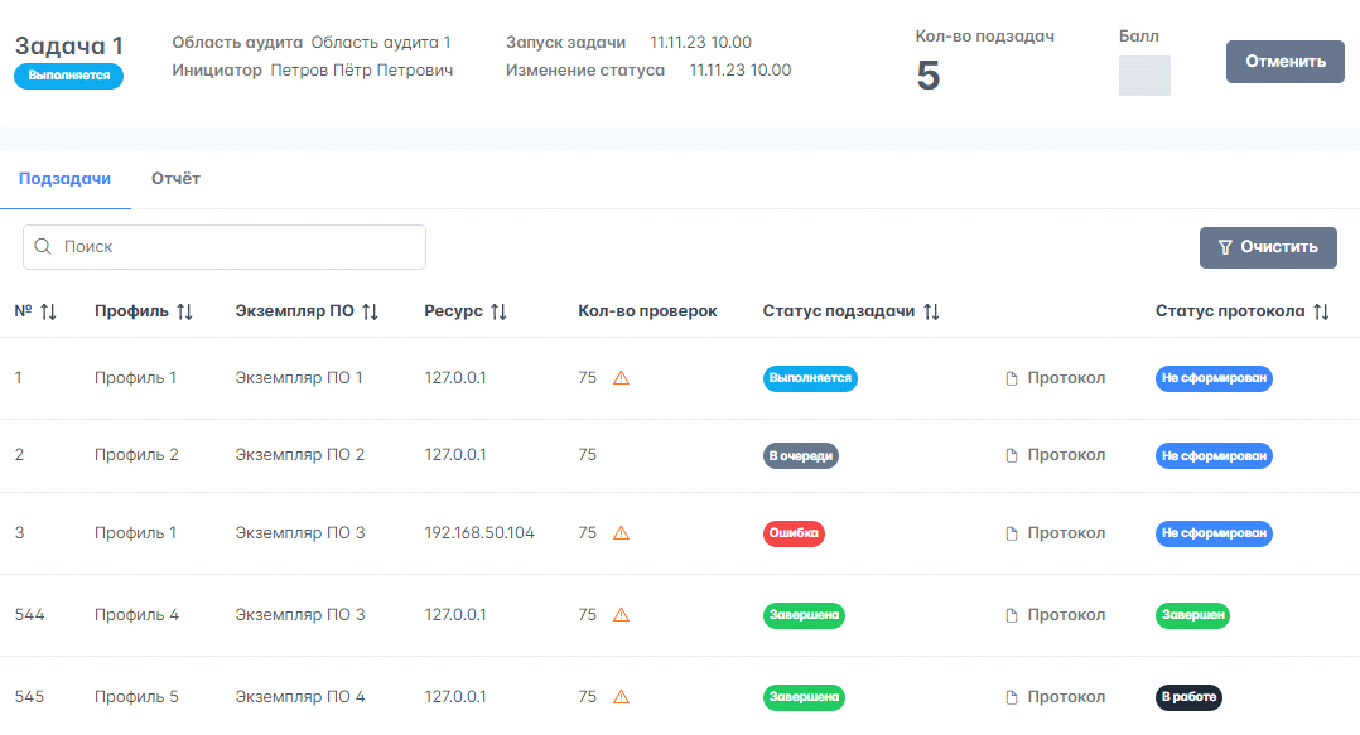 Задача 1
Выполняется
Область аудита Область аудита 1
Инициатор Петров Пётр Петрович
Запуск задачи 11.11.23 10.00
Изменение статуса 11.11.23 10.00
Кол-во подзадач
5
Балл
Отменить
Подзадачи Отчёт
Поиск
Очистить
№ Профиль Экземпляр ПО Ресурс Кол-во проверок Статус подзадачи Статус протокола
1 Профиль 1 Экземпляр ПО 1 127.0.0.1 75 Выполняется Протокол Не сформирован
2 Профиль 2 Экземпляр ПО 2 127.0.0.1 75 В очереди Протокол Не сформирован
3 Профиль 1 Экземпляр ПО 3 192.168.50.104 75 Ошибка Протокол Не сформирован
544 Профиль 4 Экземпляр ПО 3 127.0.0.1 75 Завершена Протокол Завершен
545 Профиль 5 Экземпляр ПО 4 127.0.0.1 75 Завершена Протокол В работе